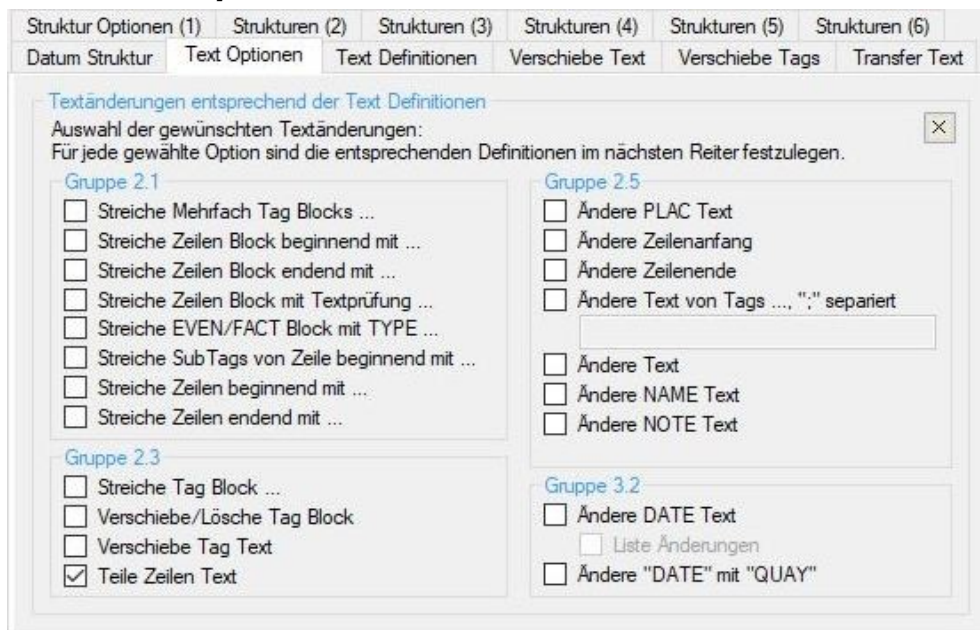 Struktur Optionen (1) Strukturen (2) Strukturen (3) Strukturen (4) Strukturen (5) Strukturen (6)
Datum Struktur Text Optionen Text Definitionen Verschiebe Text Verschiebe Tags Transfer Text
Textänderungen entsprechend der Text Definitionen
Auswahl der gewünschten Textänderungen:
Für jede gewählte Option sind die entsprechenden Definitionen im nächsten Reiter festzulegen.
Gruppe 2.1
Streiche Mehrfach Tag Blocks ...
Streiche Zeilen Block beginnend mit ...
Streiche Zeilen Block endend mit ...
Streiche Zeilen Block mit Textprüfung ...
Streiche EVEN/FACT Block mit TYPE ...
Streiche SubTags von Zeile beginnend mit ...
Streiche Zeilen beginnend mit ...
Streiche Zeilen endend mit ...
Gruppe 2.3
Streiche Tag Block ...
Verschiebe/Lösche Tag Block
Verschiebe Tag Text
Teile Zeilen Text
Gruppe 2.5
Ändere PLAC Text
Ändere Zeilenanfang
Ändere Zeilenende
Ändere Text von Tags ..., ";" separiert
Ändere Text
Ändere NAME Text
Ändere NOTE Text
Gruppe 3.2
Ändere DATE Text
Liste Änderungen
Ändere "DATE" mit "QUAY"